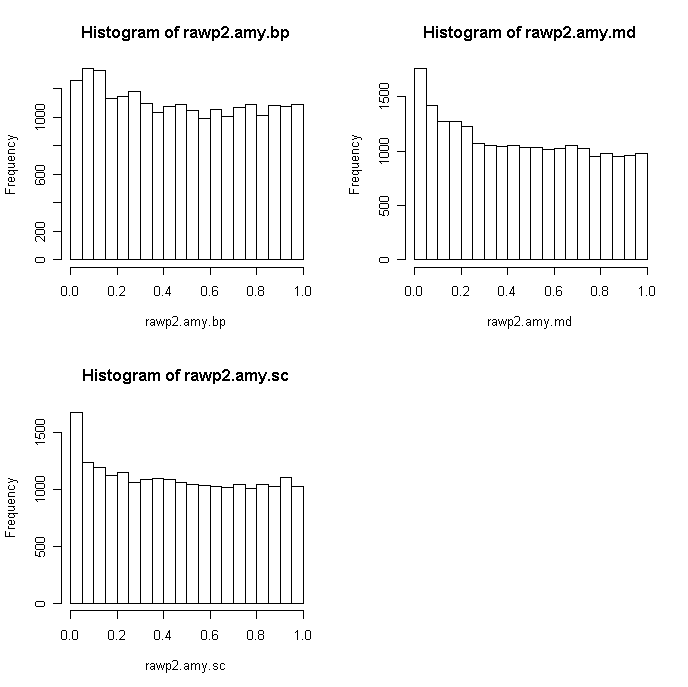 Histogram of rawp2.amy.bp
Frequency
200
600
1000
0
0.0 0.2 0.4 0.6 0.8 1.0
rawp2.amy.bp
Histogram of rawp2.amy.md
Frequency
0
500
1000
1500
0.0 0.2 0.4 0.6 0.8 1.0
rawp2.amy.md
Histogram of rawp2.amy.sc
Frequency
0
500
1000
1500
0.0 0.2 0.4 0.6 0.8 1.0
rawp2.amy.sc